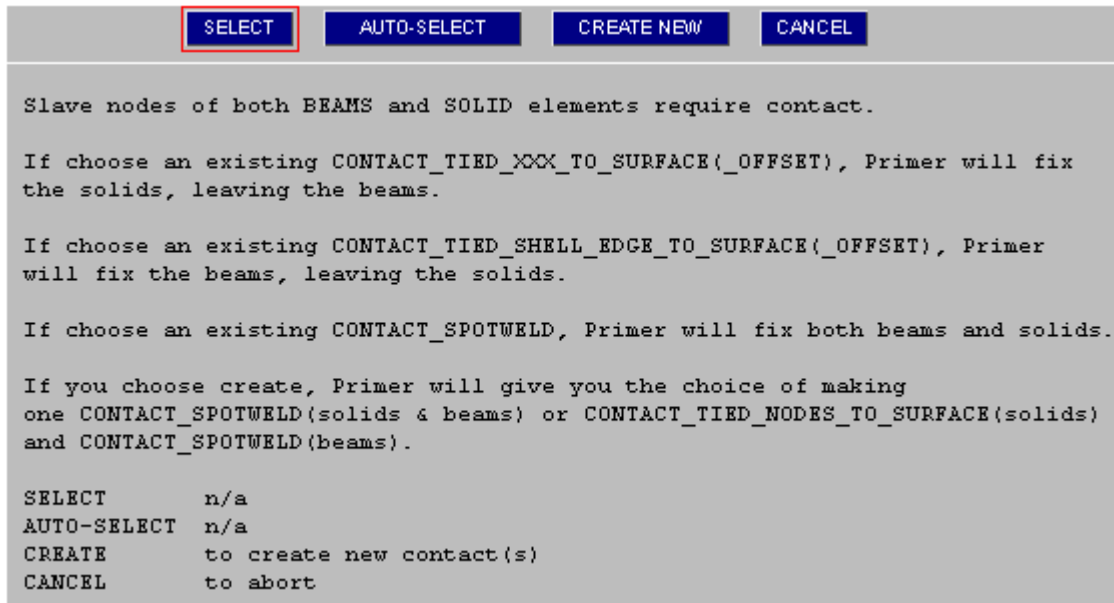 SELECT AUTO-SELECT CREATE NEW CANCEL
Slave nodes of both BEAMS and SOLID elements require contact.
If choose an existing CONTACT_TIED_XXX_TO_SURFACE(_OFFSET), Primer will fix
the solids, leaving the beams.
If choose an existing CONTACT_TIED_SHELL_EDGE_TO_SURFACE(_OFFSET), Primer
will fix the beams, leaving the solids.
If choose an existing CONTACT_SPOTWELD, Primer will fix both beams and solids.
If you choose create, Primer will give you the choice of making
one CONTACT_SPOTWELD(solids & beams) or CONTACT_TIED_NODES_TO_SURFACE(solids)
and CONTACT_SPOTWELD(beams).
SELECT n/a
AUTO-SELECT n/a
CREATE to create new contact(s)
CANCEL to abort